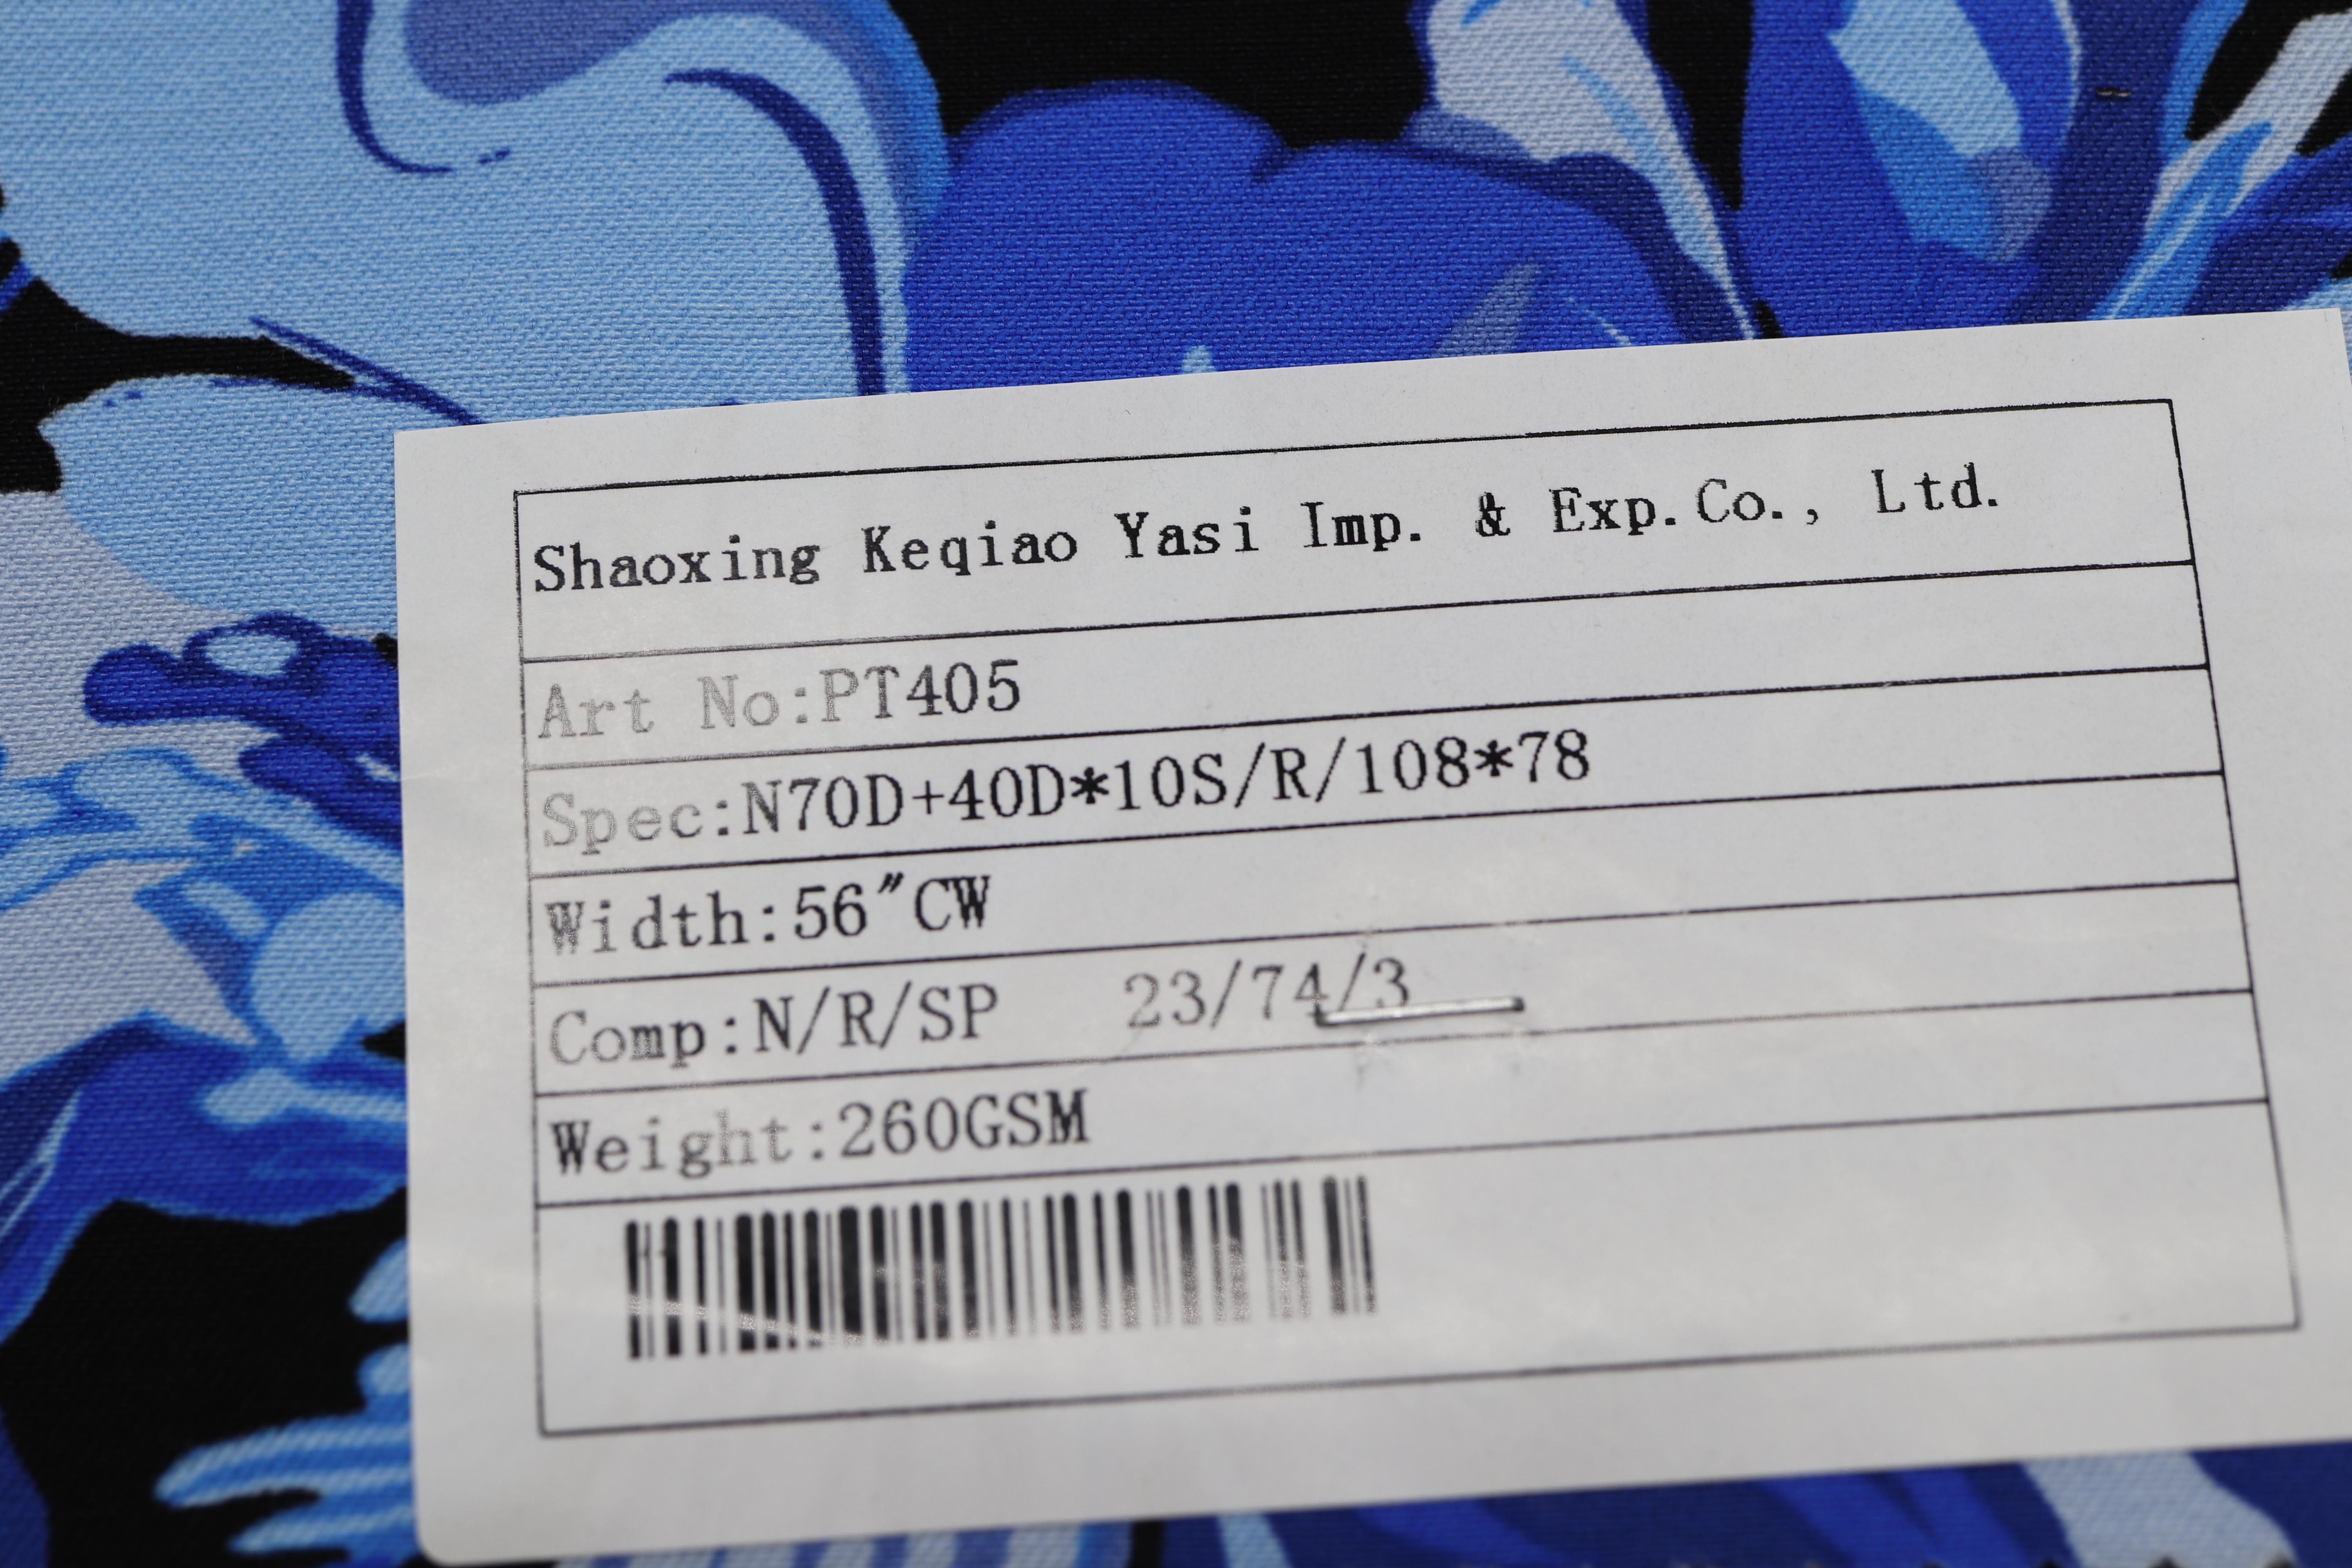 Shaoxing Keqiao Yasi Imp. & Exp.Co., Ltd.
Art No:PT405
Spec:N70D+40D*10S/R/108*78
Width:56"CW
Comp:N/R/SP 23/74/3
Weight:260GSM